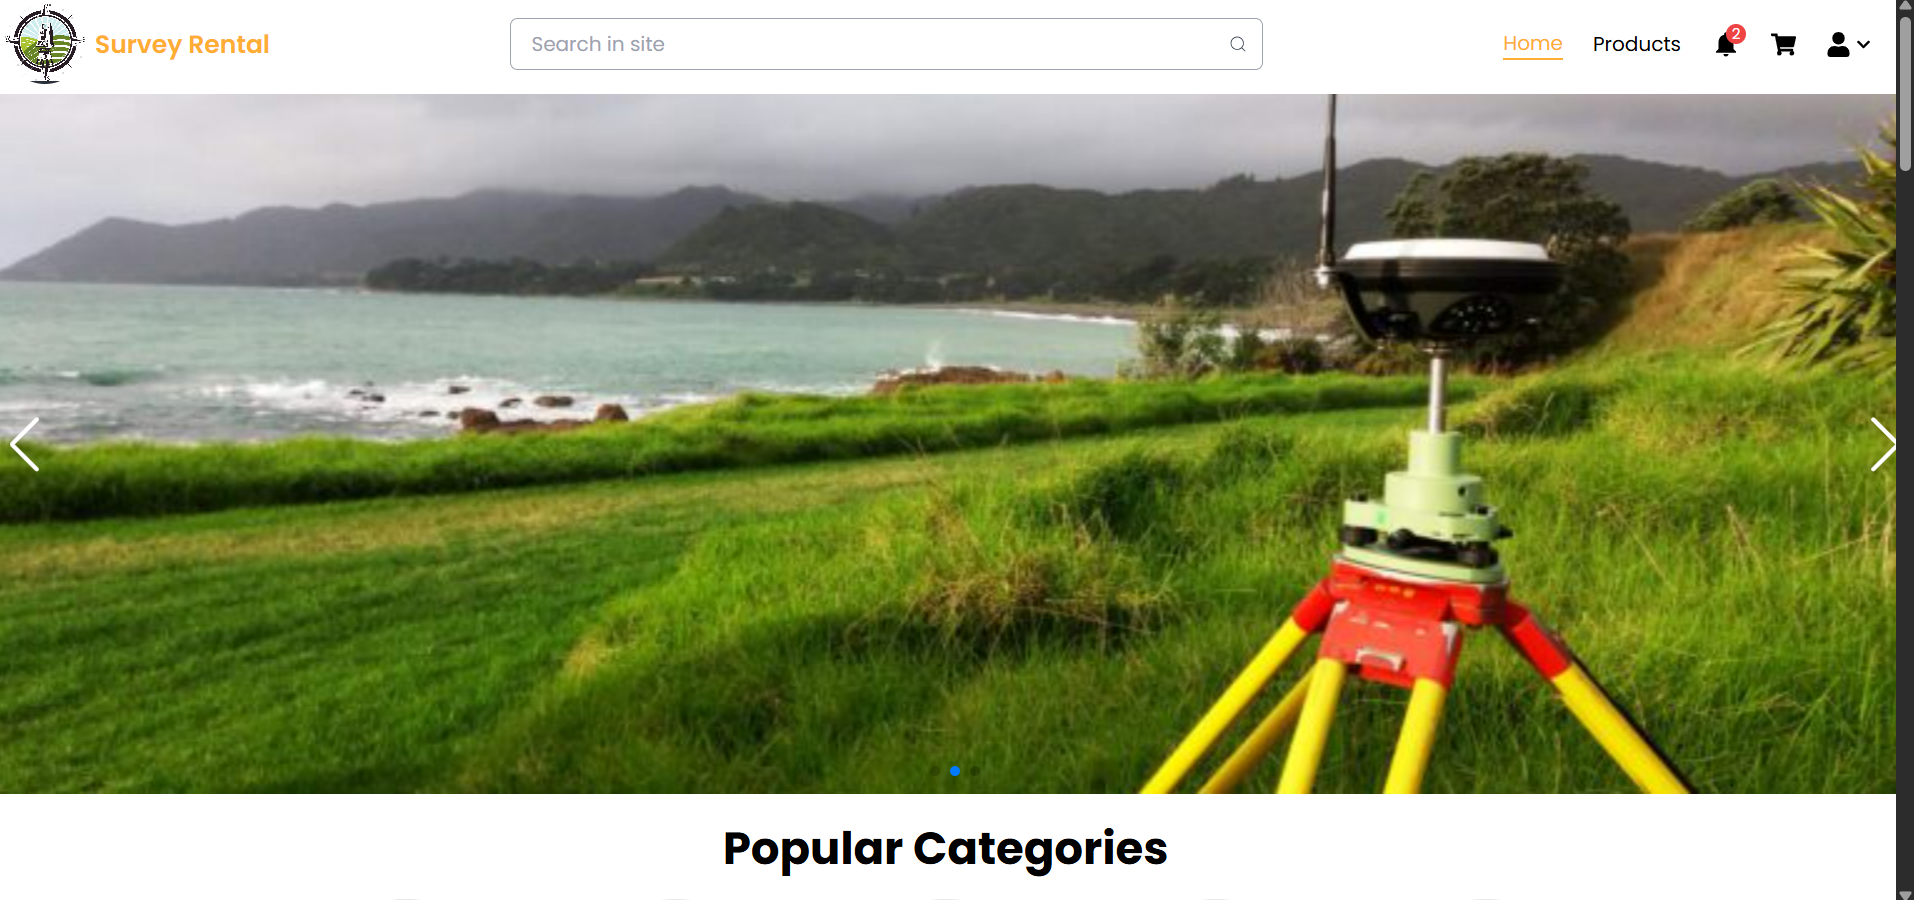 Survey Rental
Search in site
Home
Products
2
Popular Categories